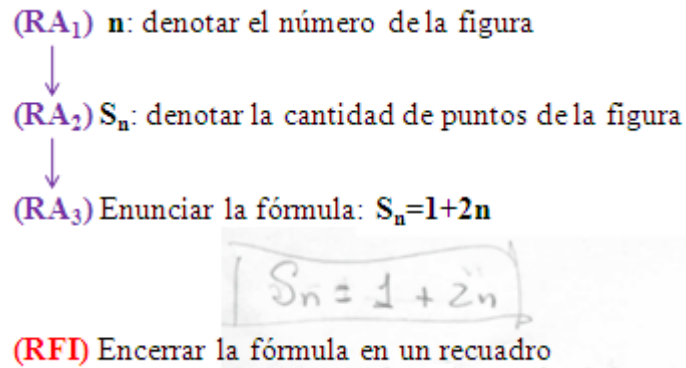 (RA₁) n: denotar el número de la figura
(RA₂) Sₙ: denotar la cantidad de puntos de la figura
(RA₃) Enunciar la fórmula: Sₙ=1+2n
Sn = 1 + 2n
(RFI) Encerrar la fórmula en un recuadro